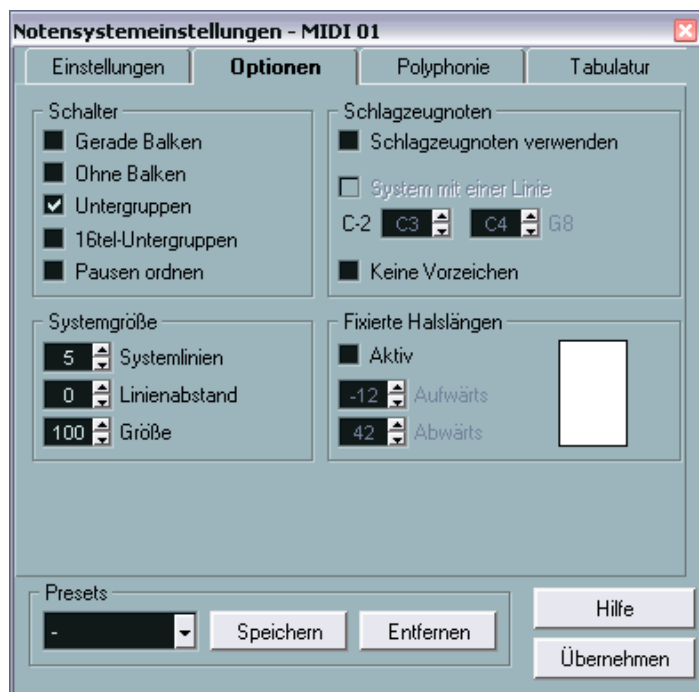 Notensystemeinstellungen - MIDI 01
Einstellungen Optionen Polyphonie Tabulatur
Schalter
Gerade Balken
Ohne Balken
Untergruppen
16tel-Untergruppen
Pausen ordnen
Schlagzeugnoten
Schlagzeugnoten verwenden
System mit einer Linie
C-2 C3 C4 G8
Keine Vorzeichen
Systemgröße
5 Systemlinien
0 Linienabstand
100 Größe
Fixierte Halslängen
Aktiv
-12 Aufwärts
42 Abwärts
Presets
- Speichern Entfernen
Hilfe
Übernehmen